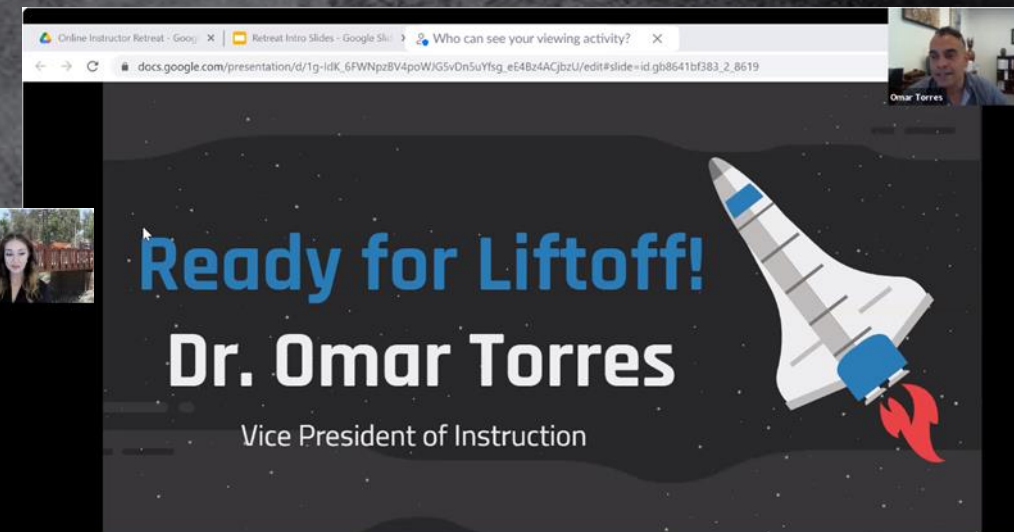 Online Instructor Retreat - Goog
Retreat Intro Slides - Google Sli
Who can see your viewing activity?
docs.google.com/presentation/d/1g-IdK_6FWNpzBV4poWJG5vDn5uYfsg_eE4Bz4ACjbzU/edit#slide=id.gb8641bf383_2_8619
Omar Torres
Ready for Liftoff!
Dr. Omar Torres
Vice President of Instruction